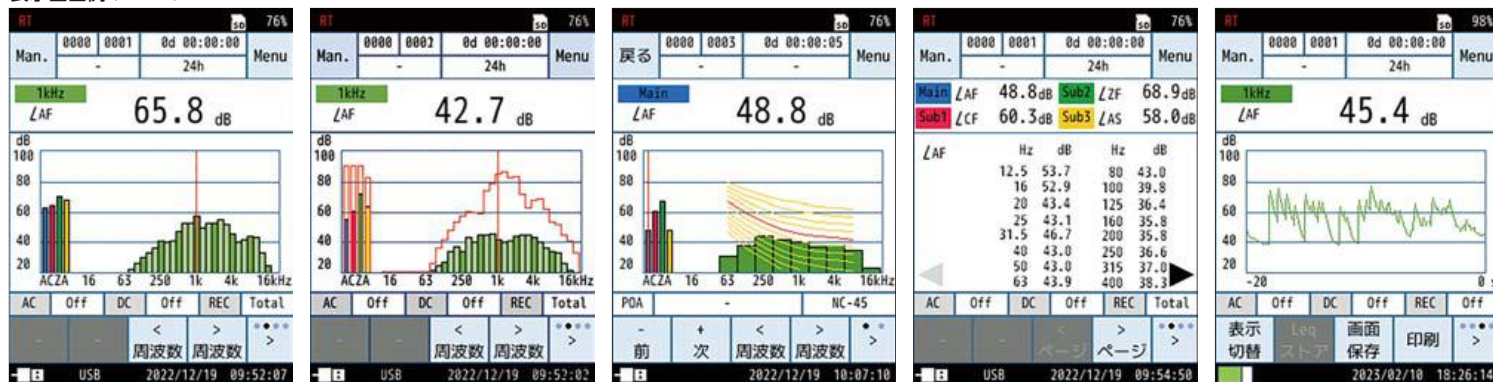 RT SD 76%
Man. 0000 0001 0d 00:00:00 Menu
- 24h
1kHz
LAF 65.8 dB
dB
100
80
60
40
20
ACZA 16 63 250 1k 4k 16kHz
AC Off DC Off REC Total
- - < > >
周波数 周波数
USB 2022/12/19 09:52:07
RT SD 76%
Man. 0000 0002 0d 00:00:00 Menu
- 24h
1kHz
LAF 42.7 dB
dB
100
80
60
40
20
ACZA 16 63 250 1k 4k 16kHz
AC Off DC Off REC Total
- - < > >
周波数 周波数
USB 2022/12/19 09:52:02
RT SD 76%
戻る 0000 0003 0d 00:00:05 Menu
- 24h
Main
LAF 48.8 dB
dB
100
80
60
40
20
ACZA 16 63 250 1k 4k 16kHz
POA - NC-45
- + < > >
前 次 周波数 周波数
2022/12/19 10:07:10
RT SD 76%
Man. 0000 0001 0d 00:00:00 Menu
- 24h
Main LAF 48.8dB Sub2 LZF 68.9dB
Sub1 LCF 60.3dB Sub3 LAS 58.0dB
LAF Hz dB Hz dB
12.5 53.7 80 43.0
16 52.9 100 39.8
20 43.4 125 36.4
25 43.1 160 35.8
31.5 46.7 200 35.8
40 43.0 250 36.6
50 43.0 315 37.0
63 43.9 400 38.3
AC Off DC Off REC Total
- - < > >
ページ ページ
USB 2022/12/19 09:54:50
RT SD 98%
Man. 0000 0001 0d 00:00:00 Menu
- 24h
1kHz
LAF 45.4 dB
dB
100
80
60
40
20
-20 0 s
AC Off DC Off REC Off
表示 Leq 画面 印刷 >
切替 ストア 保存
2023/02/10 18:26:14